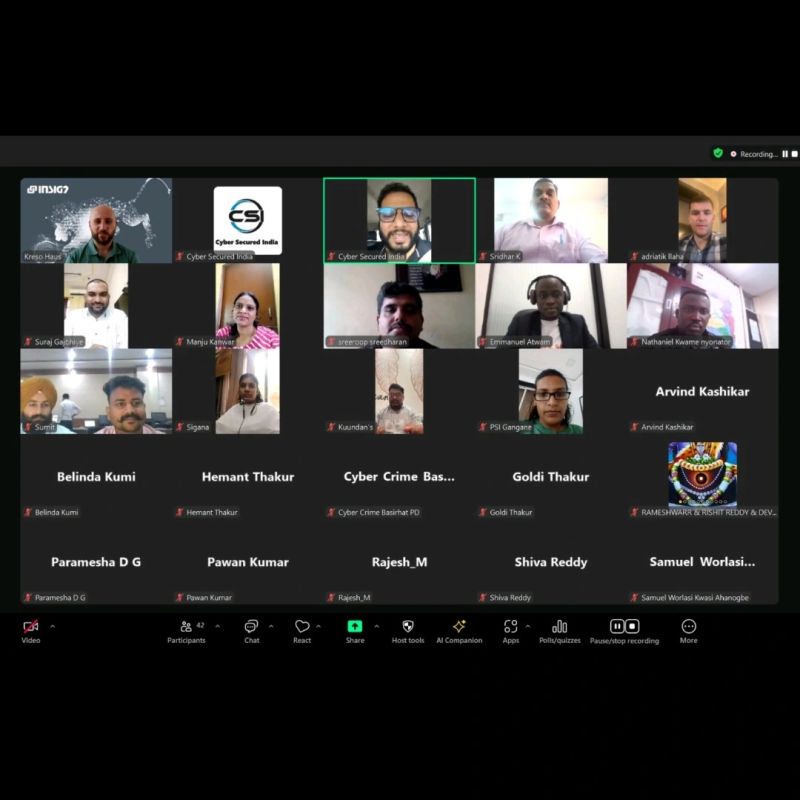 Recording...
INSIG?
Kreso Haus
CSI
Cyber Secured India
Cyber Secured India
Cyber Secured India
Sridhar K
adriatik llaha
Suraj Gajbhiye
Manju Kanwar
sreeroop sreedharan
Emmanuel Atwam
Nathaniel Kwame nyonator
Sumit
Sigana
Kuundan's
PSI Gangane
Arvind Kashikar
Arvind Kashikar
Belinda Kumi
Hemant Thakur
Cyber Crime Bas...
Goldi Thakur
Belinda Kumi
Hemant Thakur
Cyber Crime Basirhat PD
Goldi Thakur
RAMESHWARR & RISHIT REDDY & DEV...
Paramesha D G
Pawan Kumar
Rajesh_M
Shiva Reddy
Samuel Worlasi...
Paramesha D G
Pawan Kumar
Rajesh_M
Shiva Reddy
Samuel Worlasi Kwasi Ahanogbe
42
Video
Participants
Chat
React
Share
Host tools
AI Companion
Apps
Polls/quizzes
Pause/stop recording
More